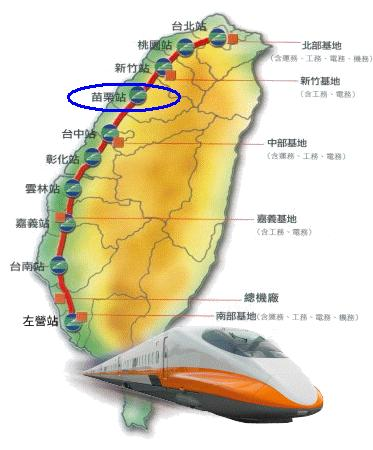 台北站
桃園站
北部基地
(含運務、工務、電務、機務)
新竹站
新竹基地
(含工務、電務)
苗栗站
台中站
中部基地
(含運務、工務、電務)
彰化站
雲林站
嘉義站
嘉義基地
(含工務、電務)
台南站
總機廠
左營站
南部基地(含運務、工務、電務、機務)